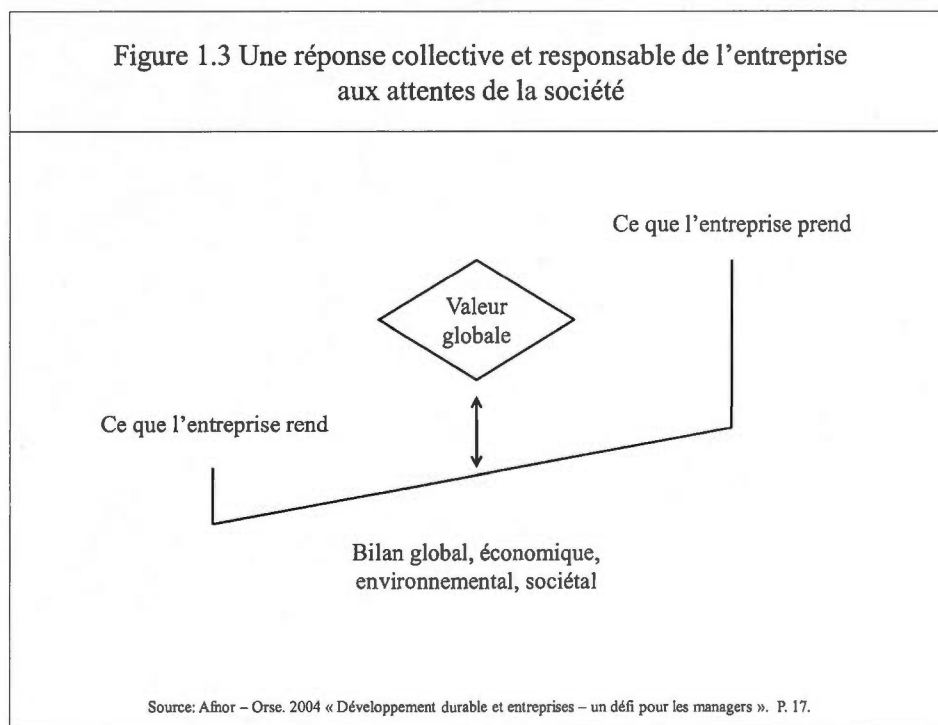 Figure 1.3 Une réponse collective et responsable de l'entreprise
aux attentes de la société
Ce que l'entreprise prend
Valeur
globale
Ce que l'entreprise rend
Bilan global, économique,
environnemental, sociétal
Source: Afnor – Orse. 2004 « Développement durable et entreprises – un défi pour les managers ». P. 17.